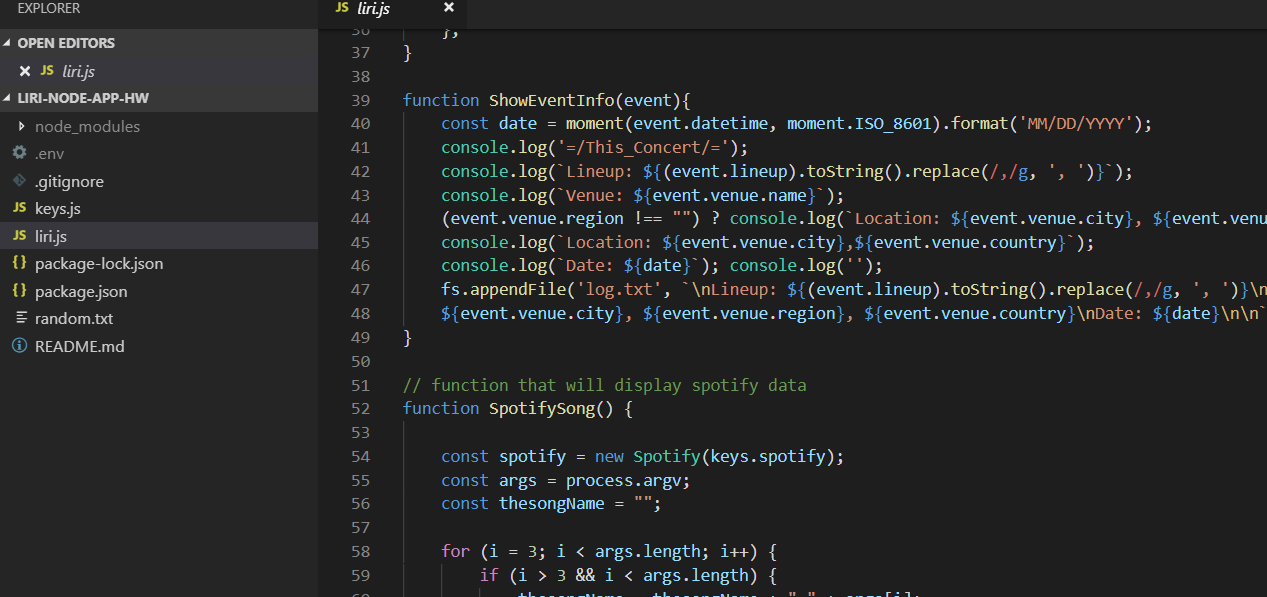 EXPLORER
OPEN EDITORS
JS liri.js
LIRI-NODE-APP-HW
node_modules
.env
.gitignore
JS keys.js
JS liri.js
{} package-lock.json
{} package.json
random.txt
README.md
JS liri.js
36 };
37 }
38
39 function ShowEventInfo(event){
40 const date = moment(event.datetime, moment.ISO_8601).format('MM/DD/YYYY');
41 console.log('=/This_Concert/=');
42 console.log(`Lineup: ${(event.lineup).toString().replace(/,/g, ', ')}`);
43 console.log(`Venue: ${event.venue.name}`);
44 (event.venue.region !== "") ? console.log(`Location: ${event.venue.city}, ${event.venu
45 console.log(`Location: ${event.venue.city},${event.venue.country}`);
46 console.log(`Date: ${date}`); console.log('');
47 fs.appendFile('log.txt', `\nLineup: ${(event.lineup).toString().replace(/,/g, ', ')}\n
48 ${event.venue.city}, ${event.venue.region}, ${event.venue.country}\nDate: ${date}\n\n`
49 }
50
51 // function that will display spotify data
52 function SpotifySong() {
53
54 const spotify = new Spotify(keys.spotify);
55 const args = process.argv;
56 const thesongName = "";
57
58 for (i = 3; i < args.length; i++) {
59 if (i > 3 && i < args.length) {
60 thesongName = thesongName + " " + args[i];